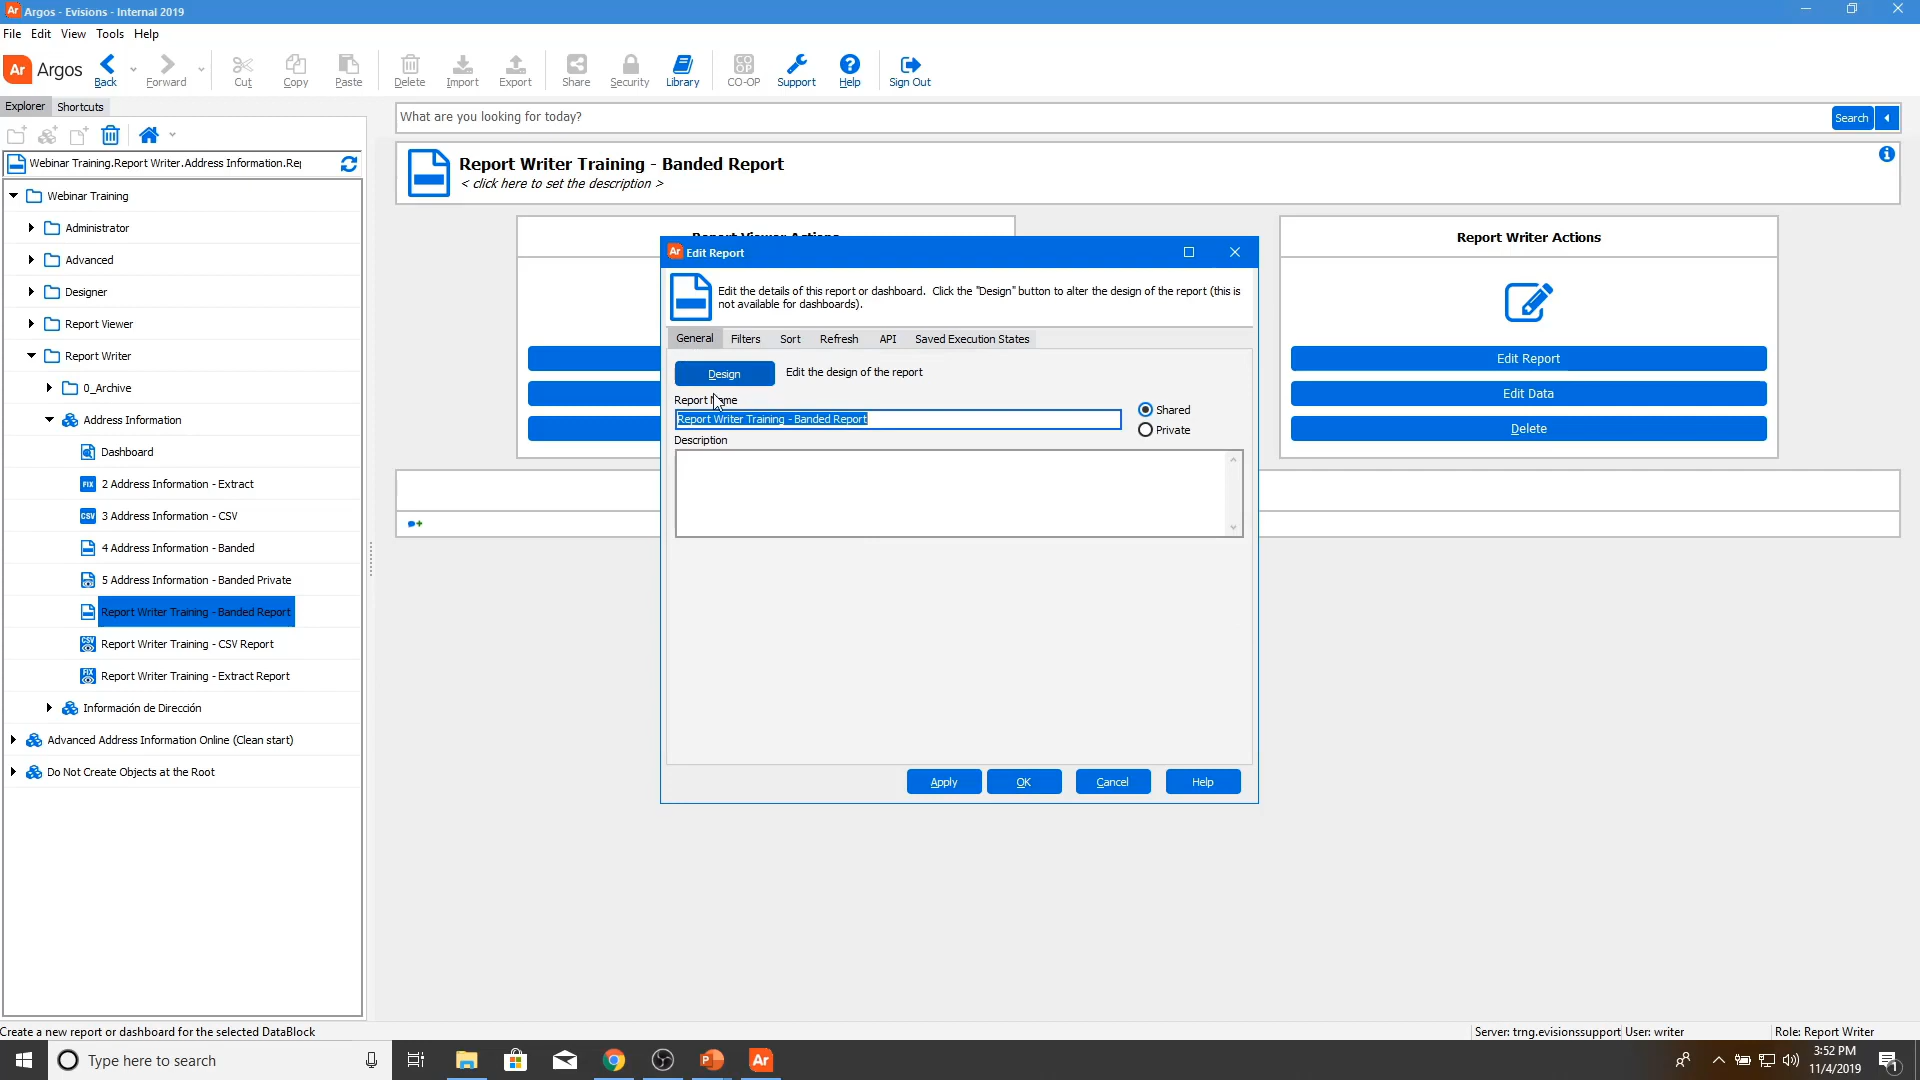 Argos - Evisions - Internal 2019
File Edit View Tools Help
Ar Argos Back Forward Cut Copy Paste Delete Import Export Share Security Library CO-OP Support Help Sign Out
Explorer Shortcuts
What are you looking for today?
Search
Webinar Training.Report Writer.Address Information.Re
Webinar Training
Administrator
Advanced
Designer
Report Viewer
Report Writer
0_Archive
Address Information
Dashboard
FIX 2 Address Information - Extract
CSV 3 Address Information - CSV
4 Address Information - Banded
5 Address Information - Banded Private
Report Writer Training - Banded Report
CSV Report Writer Training - CSV Report
FIX Report Writer Training - Extract Report
Información de Dirección
Advanced Address Information Online (Clean start)
Do Not Create Objects at the Root
Report Writer Training - Banded Report
< click here to set the description >
Report Writer Actions
Edit Report
Edit Data
Delete
Ar Edit Report
Edit the details of this report or dashboard. Click the "Design" button to alter the design of the report (this is
not available for dashboards).
General Filters Sort Refresh API Saved Execution States
Design Edit the design of the report
Report Name
Report Writer Training - Banded Report
Shared
Private
Description
Apply OK Cancel Help
Create a new report or dashboard for the selected DataBlock
Server: trng.evisionssupport User: writer Role: Report Writer
Type here to search
Ar
3:52 PM
11/4/2019
1